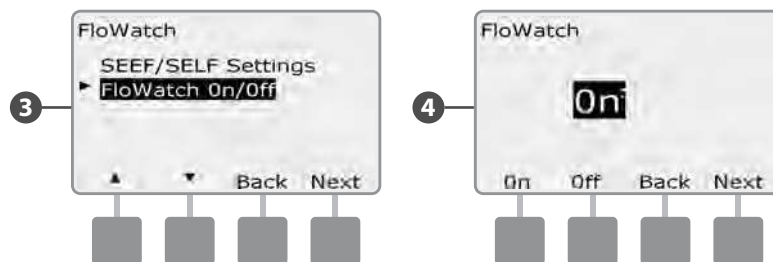 3
FloWatch
SEEF/SELF Settings
► FloWatch On/Off
▲ ▼ Back Next
4
FloWatch
On
On Off Back Next